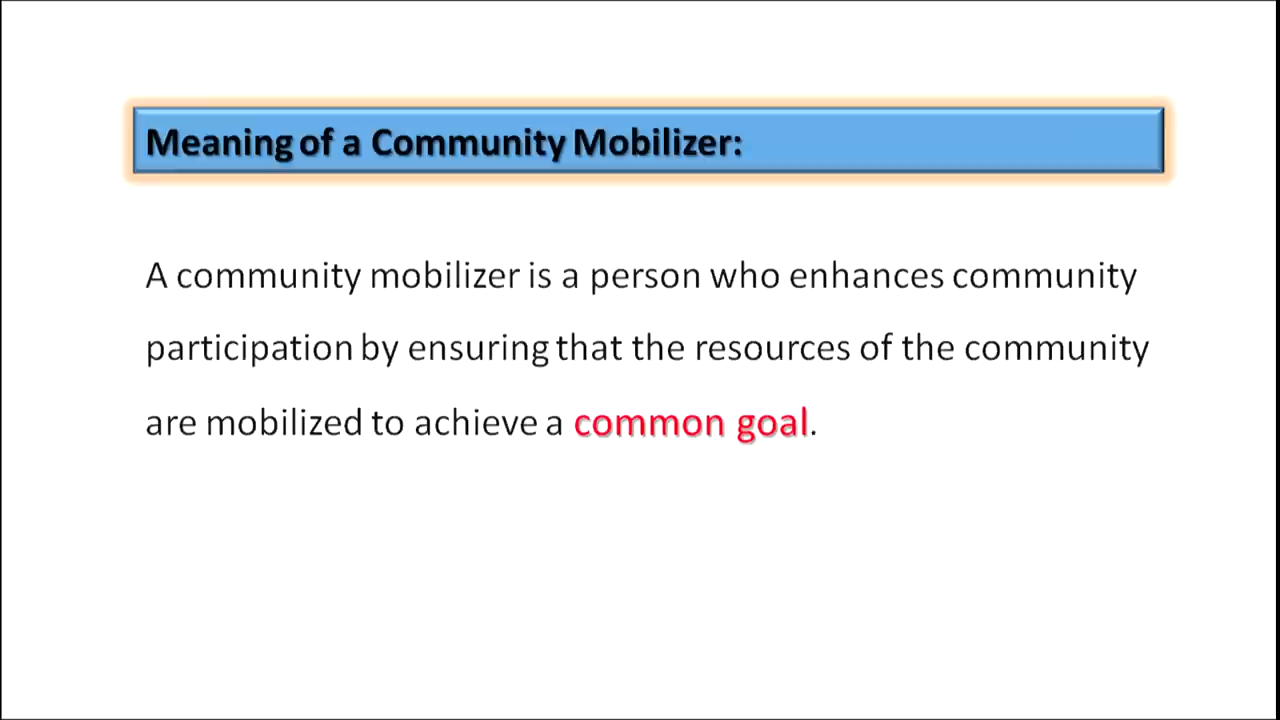 Meaning of a Community Mobilizer:
A community mobilizer is a person who enhances community
participation by ensuring that the resources of the community
are mobilized to achieve a common goal.